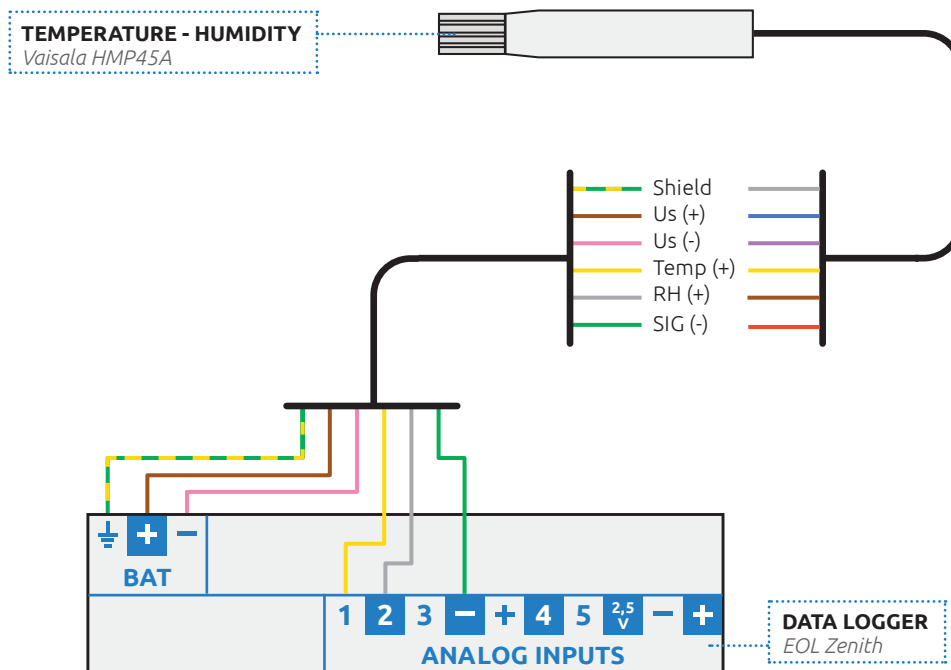 TEMPERATURE - HUMIDITY
Vaisala HMP45A
Shield
Us (+)
Us (-)
Temp (+)
RH (+)
SIG (-)
+ −
BAT
1 2 3 − + 4 5 2,5 V − +
ANALOG INPUTS
DATA LOGGER
EOL Zenith